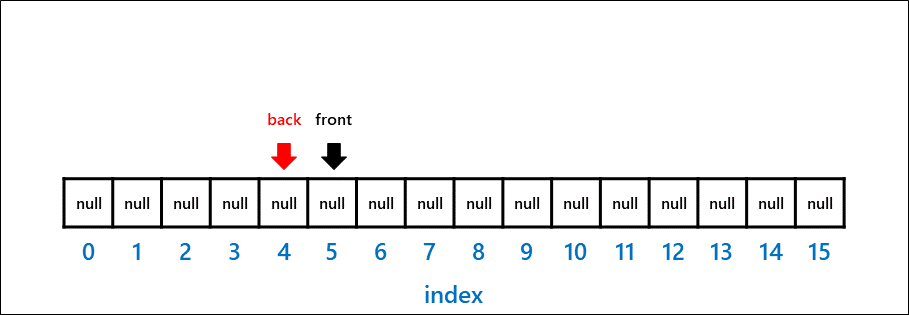 back front
null null null null null null null null null null null null null null null null
0 1 2 3 4 5 6 7 8 9 10 11 12 13 14 15
index